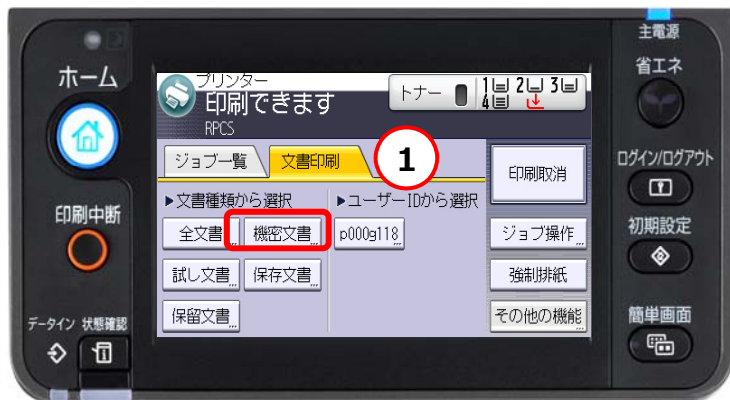 主電源
ホーム
省エネ
プリンター
印刷できます
RPCS
トナー 1 2 3
4
ジョブ一覧 文書印刷
1
印刷取消
ログイン/ログアウト
▶文書種類から選択 ▶ユーザーIDから選択
印刷中断
全文書 機密文書 p000g118
ジョブ操作
初期設定
試し文書 保存文書
強制排紙
保留文書
その他の機能
簡単画面
データイン 状態確認